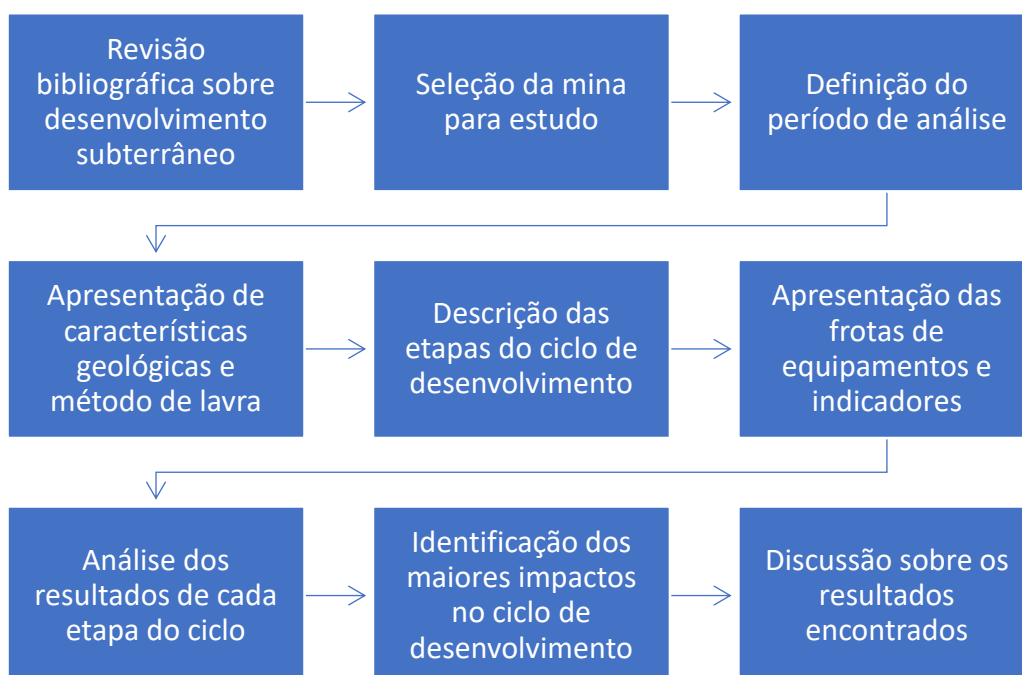 Revisão
bibliográfica sobre
desenvolvimento
subterrâneo
Seleção da mina
para estudo
Definição do
período de análise
Apresentação de
características
geológicas e
método de lavra
Descrição das
etapas do ciclo de
desenvolvimento
Apresentação das
frotas de
equipamentos e
indicadores
Análise dos
resultados de cada
etapa do ciclo
Identificação dos
maiores impactos
no ciclo de
desenvolvimento
Discussão sobre os
resultados
encontrados